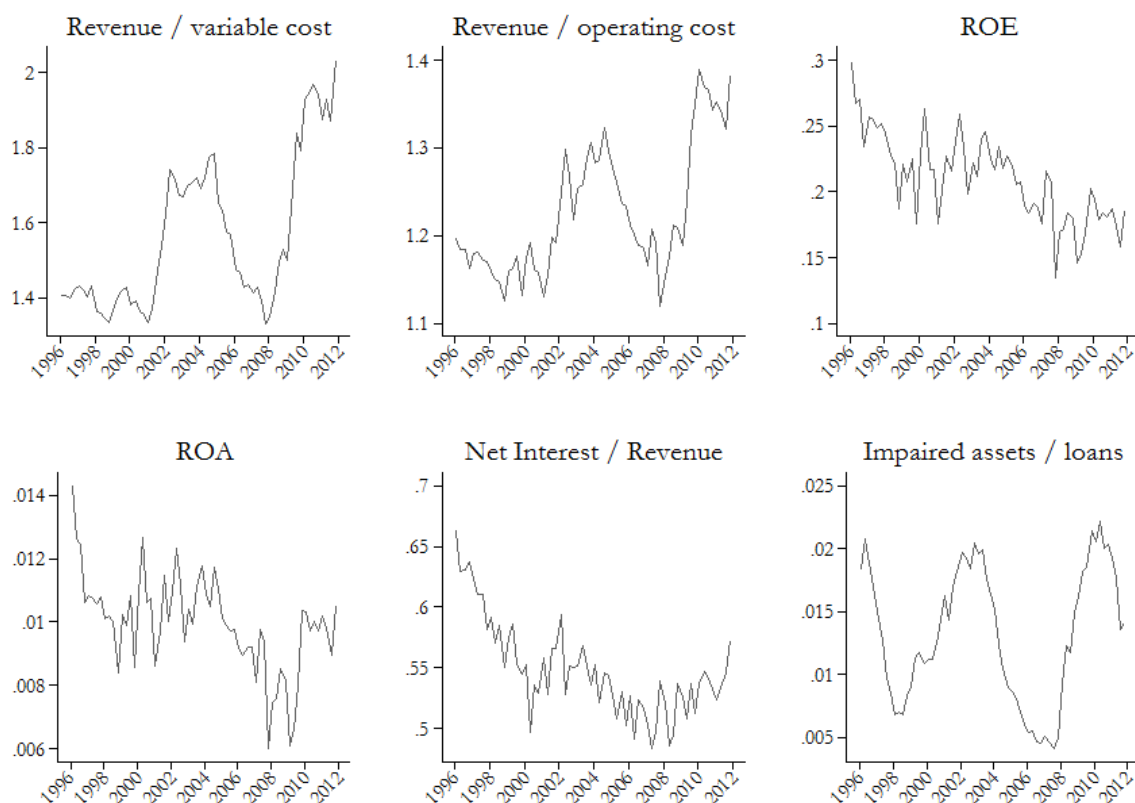 Revenue / variable cost
2
1.8
1.6
1.4
1996 1998 2000 2002 2004 2006 2008 2010 2012
Revenue / operating cost
1.4
1.3
1.2
1.1
1996 1998 2000 2002 2004 2006 2008 2010 2012
ROE
.3
.25
.2
.15
.1
1996 1998 2000 2002 2004 2006 2008 2010 2012
ROA
.014
.012
.01
.008
.006
1996 1998 2000 2002 2004 2006 2008 2010 2012
Net Interest / Revenue
.7
.65
.6
.55
.5
1996 1998 2000 2002 2004 2006 2008 2010 2012
Impaired assets / loans
.025
.02
.015
.01
.005
1996 1998 2000 2002 2004 2006 2008 2010 2012